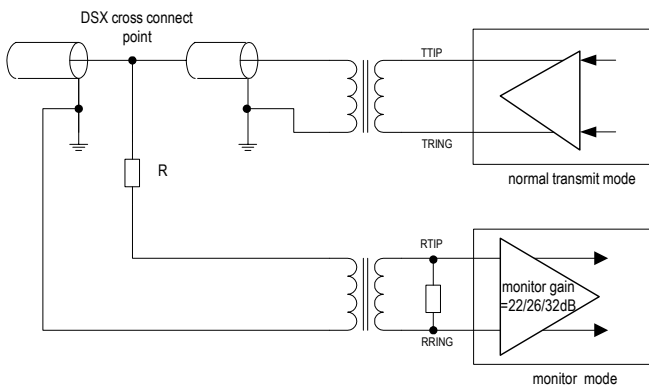 DSX cross connect
point
TTIP
TRING
normal transmit mode
R
RTIP
monitor gain
=22/26/32dB
RRING
monitor mode